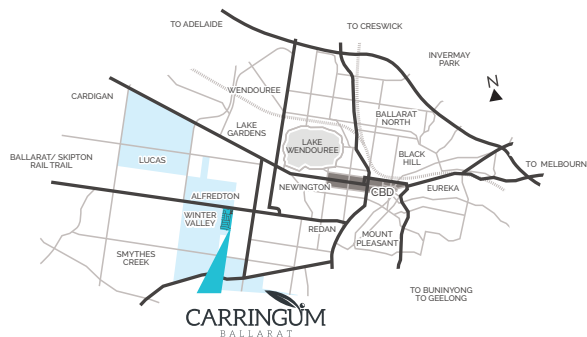 TO ADELAIDE
TO CRESWICK
INVERMAY
PARK
N
WENDOUREE
CARDIGAN
BALLARAT
NORTH
LAKE
GARDENS
LAKE
WENDOUREE
BLACK
HILL
LUCAS
BALLARAT/ SKIPTON
RAIL TRAIL
TO MELBOURN
NEWINGTON
CBD
EUREKA
ALFREDTON
WINTER
VALLEY
REDAN
MOUNT
PLEASANT
SMYTHES
CREEK
TO BUNINYONG
TO GEELONG
CARRINGUM
BALLARAT